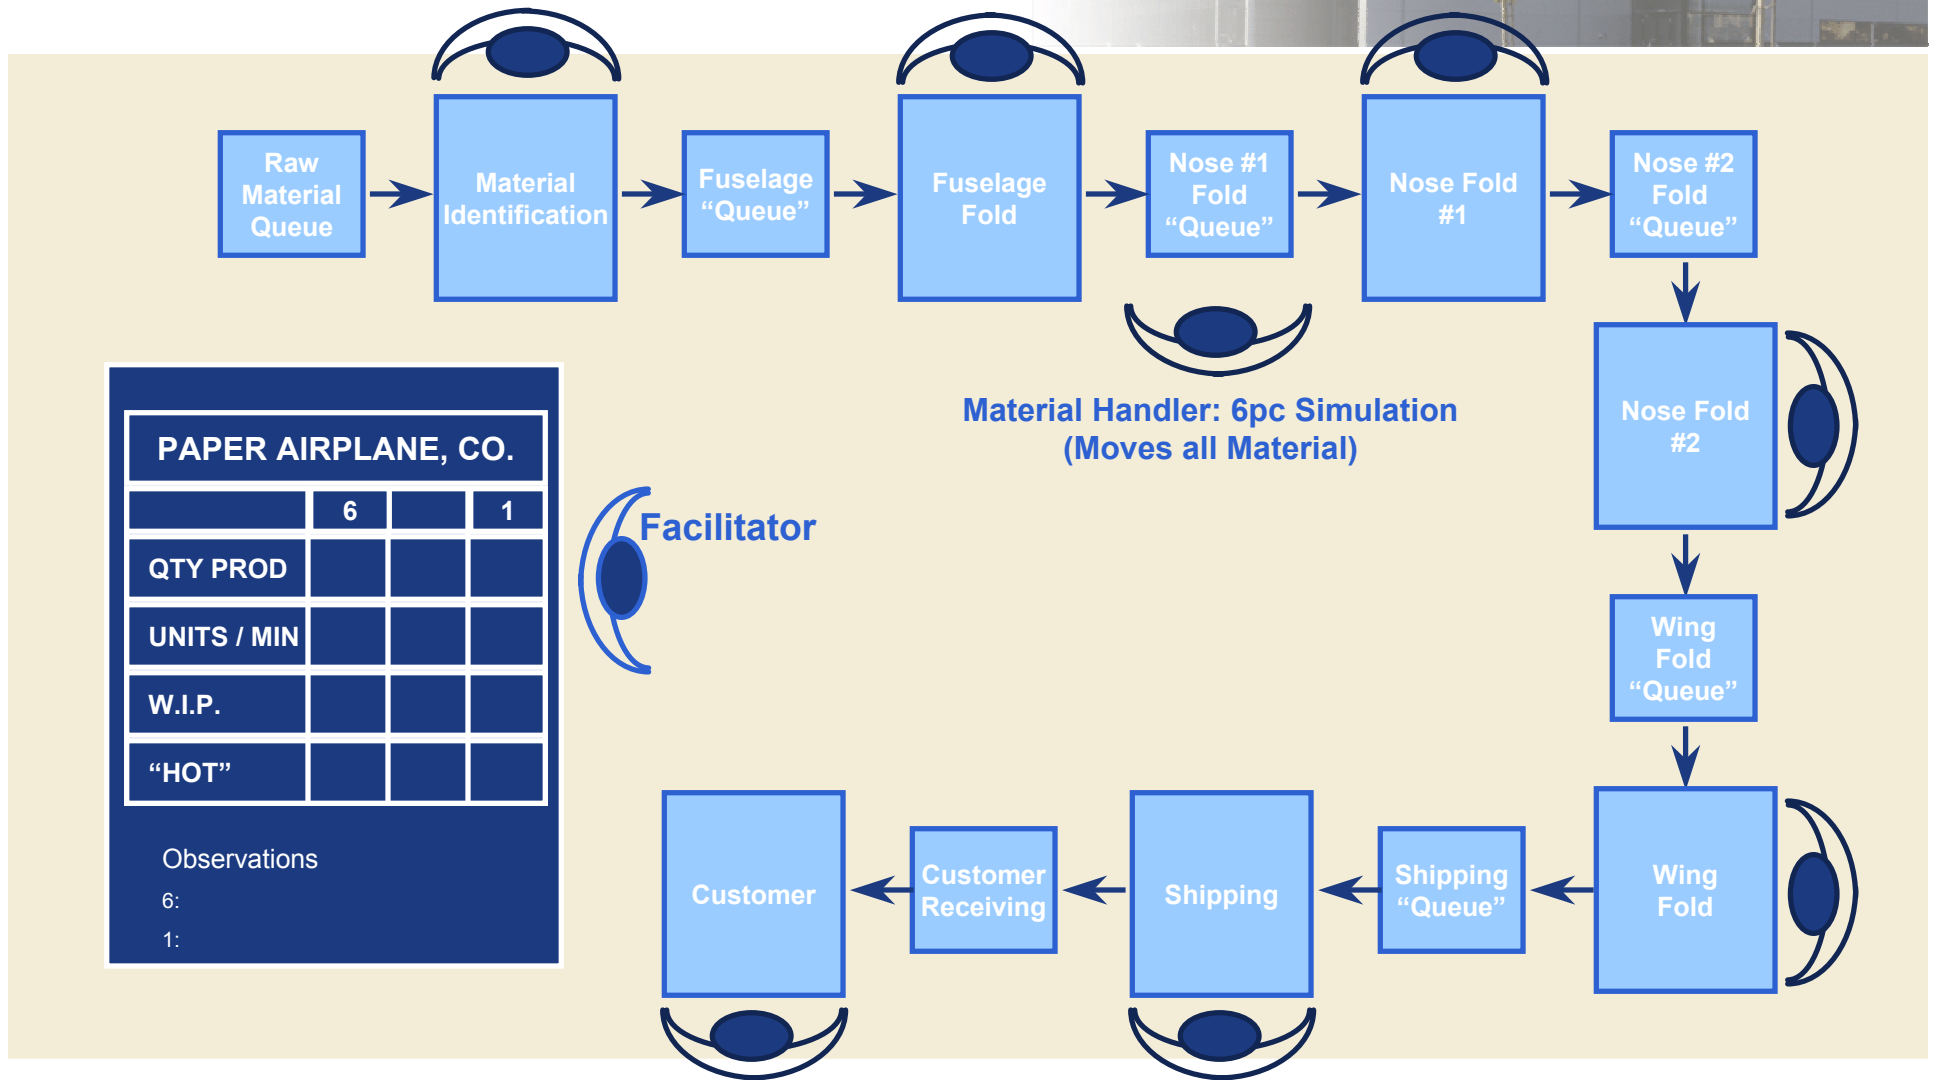 Raw
Material
Queue
Material
Identification
Fuselage
“Queue”
Fuselage
Fold
Nose #1
Fold
“Queue”
Nose Fold
#1
Nose #2
Fold
“Queue”
Material Handler: 6pc Simulation
(Moves all Material)
Nose Fold
#2
Wing
Fold
“Queue”
Wing
Fold
Shipping
“Queue”
Shipping
Customer
Receiving
Customer
Facilitator
PAPER AIRPLANE, CO.
6 1
QTY PROD
UNITS / MIN
W.I.P.
“HOT”
Observations
6:
1: